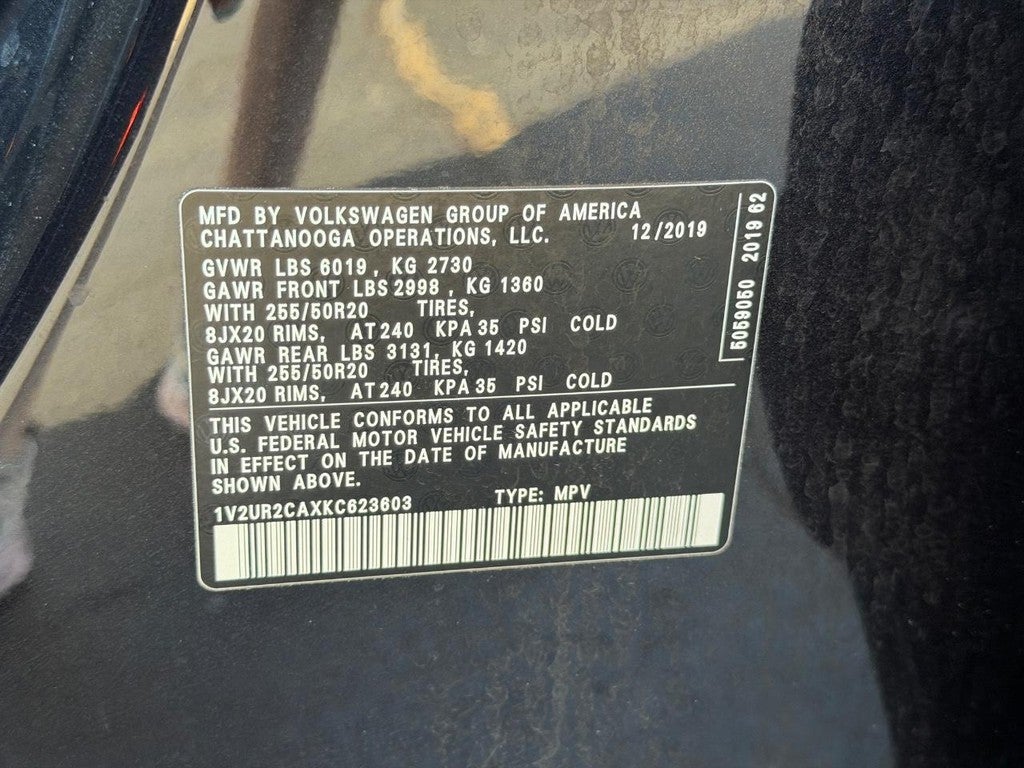 MFD BY VOLKSWAGEN GROUP OF AMERICA
CHATTANOOGA OPERATIONS, LLC. 12/2019
GVWR LBS 6019, KG 2730
GAWR FRONT LBS 2998, KG 1360
WITH 255/50R20 TIRES,
8JX20 RIMS, AT 240 KPA 35 PSI COLD
GAWR REAR LBS 3131, KG 1420
WITH 255/50R20 TIRES,
8JX20 RIMS, AT 240 KPA 35 PSI COLD
THIS VEHICLE CONFORMS TO ALL APPLICABLE
U.S. FEDERAL MOTOR VEHICLE SAFETY STANDARDS
IN EFFECT ON THE DATE OF MANUFACTURE
SHOWN ABOVE.
1V2UR2CAXKC623603 TYPE: MPV
5059050 2019 62